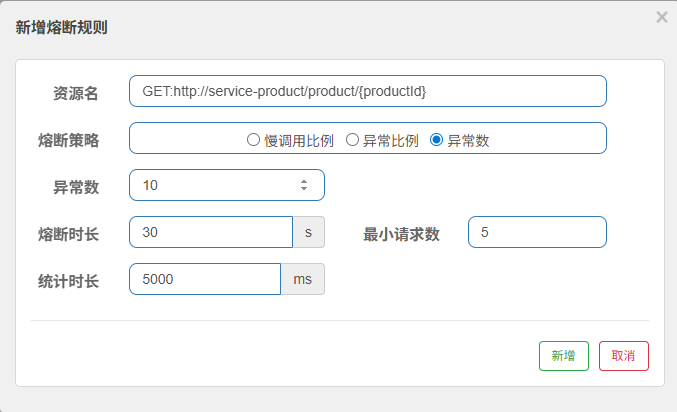 新增熔断规则
×
资源名 GET:http://service-product/product/{productId}
熔断策略 慢调用比例 异常比例 异常数
异常数 10
熔断时长 30 s 最小请求数 5
统计时长 5000 ms
新增 取消